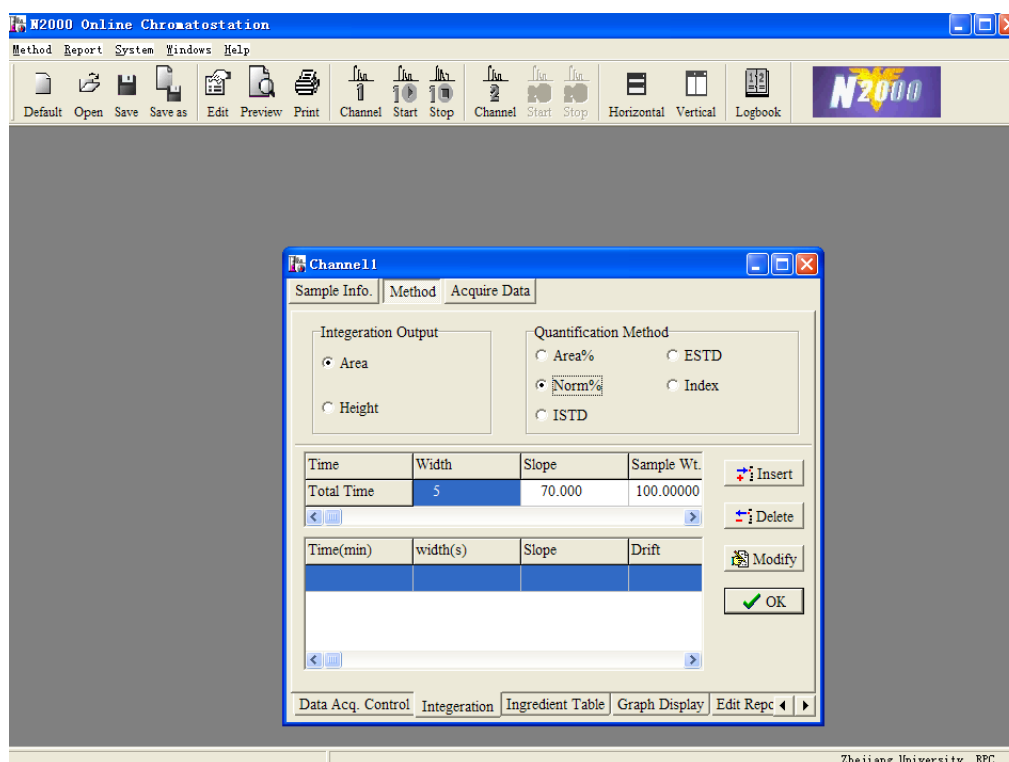 N2000 Online Chromatostation
Method Report System Windows Help
Default Open Save Save as Edit Preview Print Channel Start Stop Channel Start Stop Horizontal Vertical Logbook
N2000
Channel1
Sample Info. Method Acquire Data
Integeration Output
Area
Height
Quantification Method
Area% ESTD
Norm% Index
ISTD
Time Width Slope Sample Wt.
Total Time 5 70.000 100.00000
Insert
Delete
Time(min) width(s) Slope Drift
Modify
OK
Data Acq. Control Integeration Ingredient Table Graph Display Edit Repo
Zhejiang University